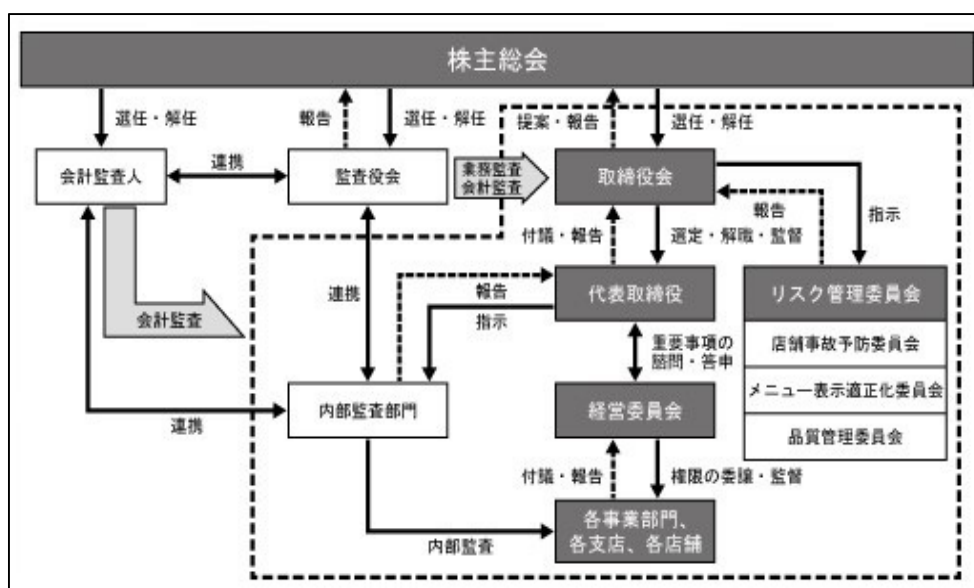 株主総会
選任・解任
報告
選任・解任
提案・報告
選任・解任
会計監査人
連携
監査役会
業務監査
会計監査
取締役会
報告
指示
付議・報告
選定・解職・監督
連携
報告
代表取締役
リスク管理委員会
会計監査
指示
重要事項の
諮問・答申
店舗事故予防委員会
メニュー表示適正化委員会
品質管理委員会
連携
内部監査部門
経営委員会
付議・報告
権限の委譲・監督
内部監査
各事業部門、
各支店、各店舗